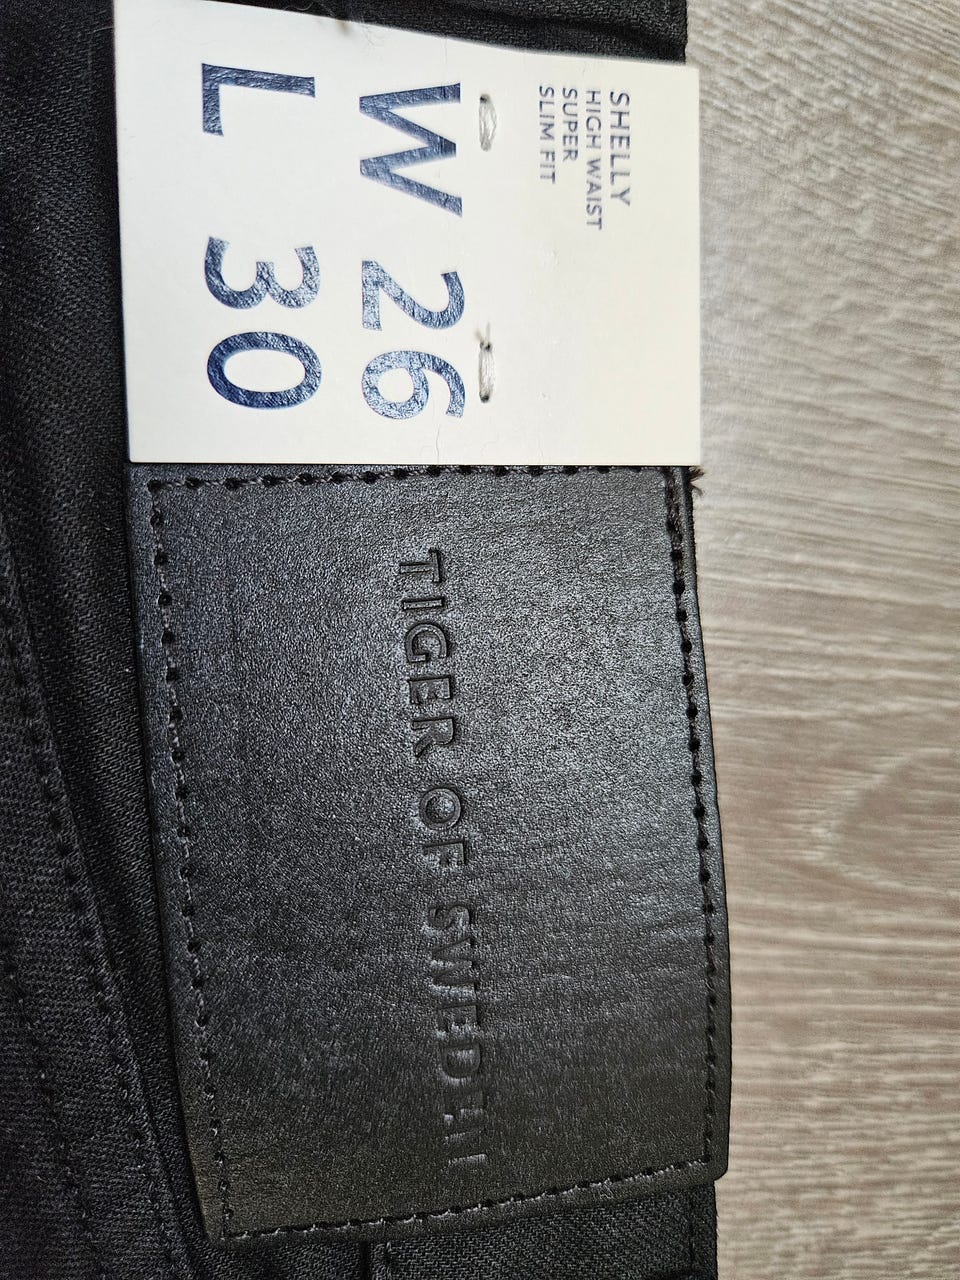 SHELLY
HIGH WAIST
SUPER
SLIM FIT
W 26
L 30
TIGER OF SWEDEN